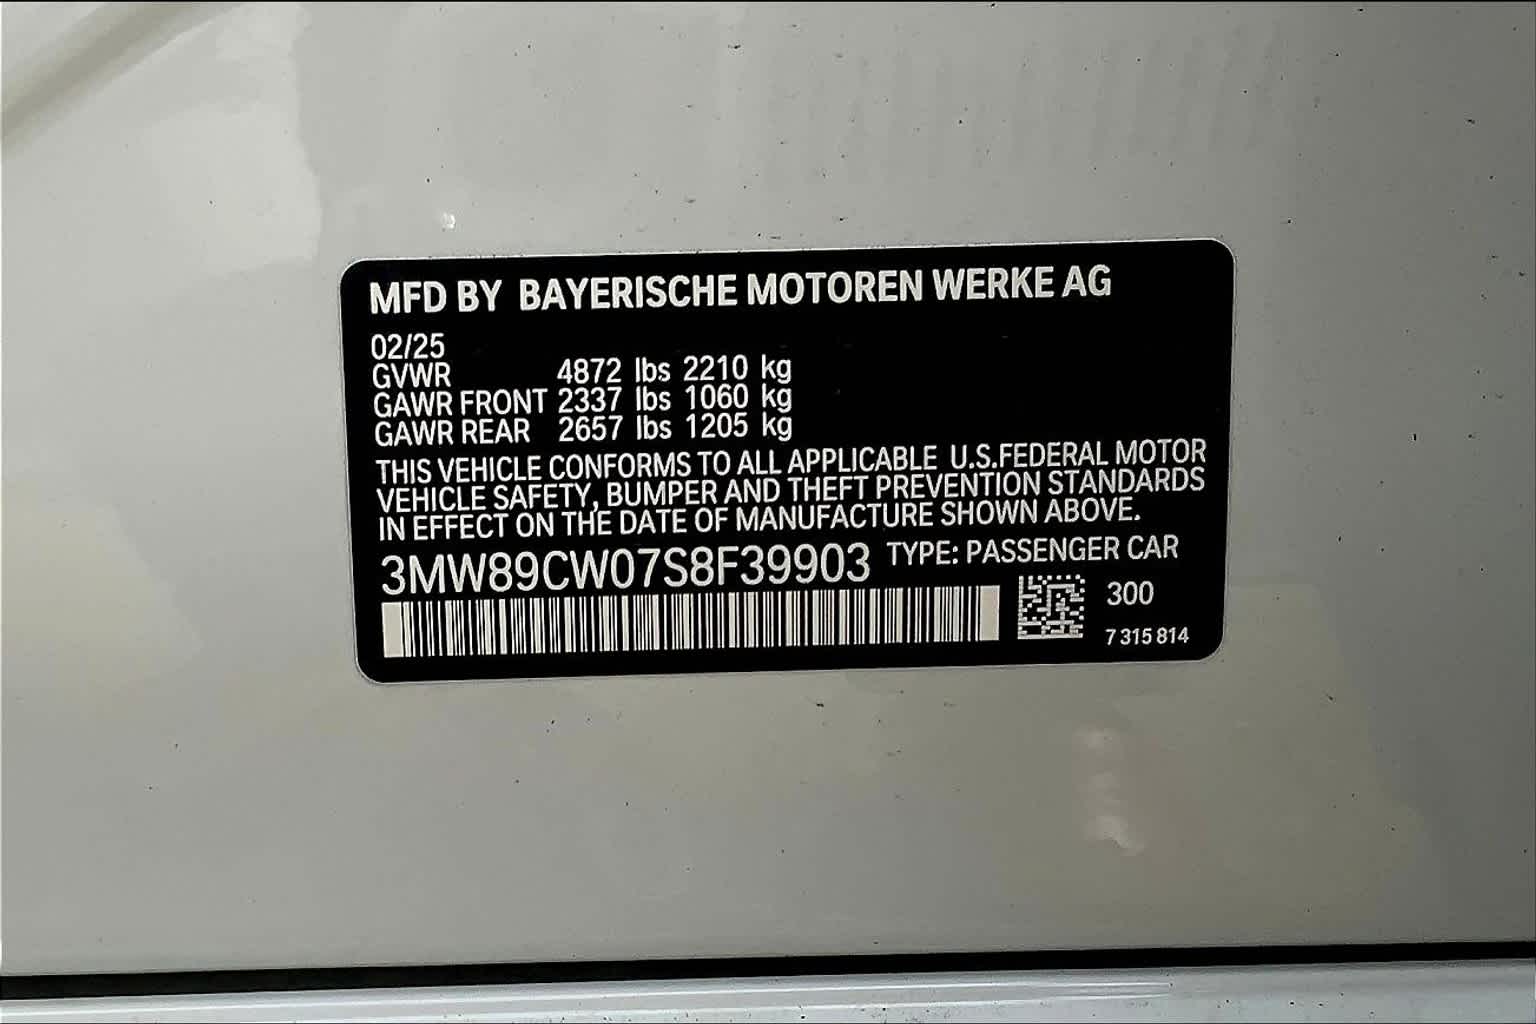 MFD BY BAYERISCHE MOTOREN WERKE AG
02/25
GVWR 4872 lbs 2210 kg
GAWR FRONT 2337 lbs 1060 kg
GAWR REAR 2657 lbs 1205 kg
THIS VEHICLE CONFORMS TO ALL APPLICABLE U.S.FEDERAL MOTOR
VEHICLE SAFETY, BUMPER AND THEFT PREVENTION STANDARDS
IN EFFECT ON THE DATE OF MANUFACTURE SHOWN ABOVE.
3MW89CW07S8F39903 TYPE: PASSENGER CAR
300
7 315 814